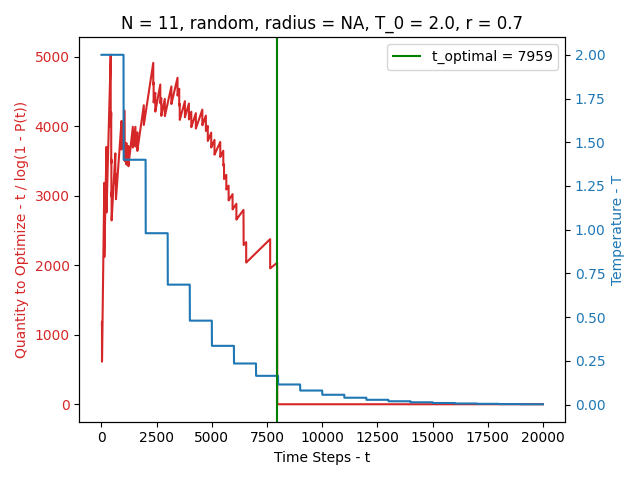 N = 11, random, radius = NA, T_0 = 2.0, r = 0.7
t_optimal = 7959
Quantity to Optimize - t / log(1 - P(t))
5000
4000
3000
2000
1000
0
2.00
1.75
1.50
1.25
1.00
0.75
0.50
0.25
0.00
Temperature - T
0 2500 5000 7500 10000 12500 15000 17500 20000
Time Steps - t